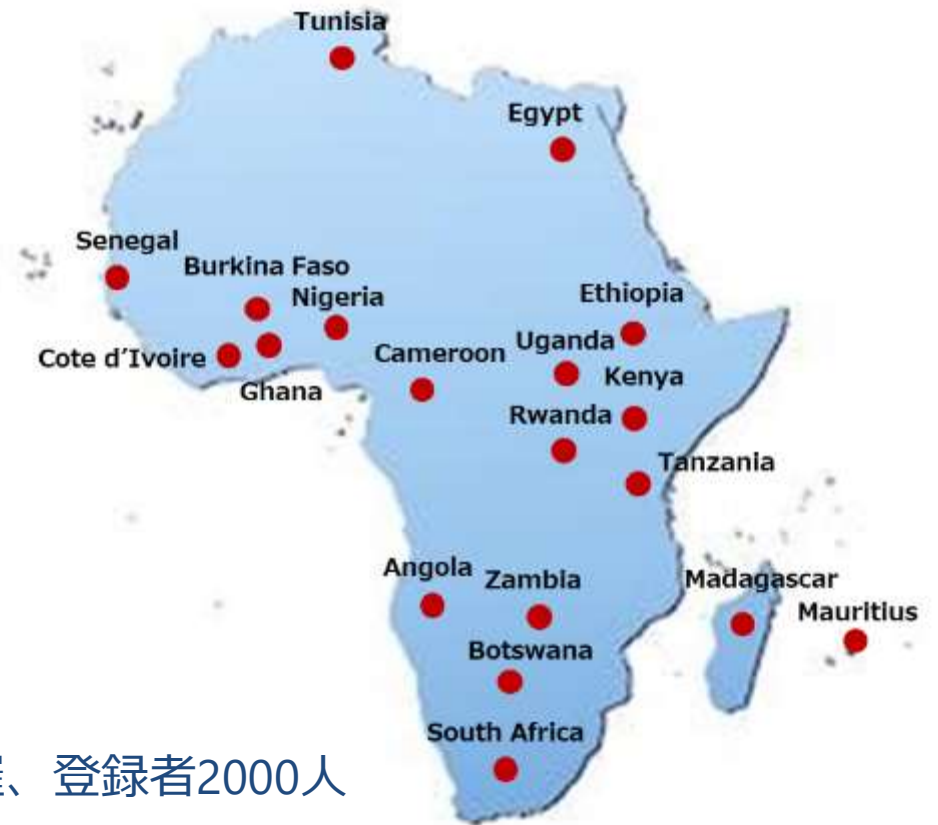 Tunisia
Egypt
Senegal
Burkina Faso
Nigeria
Ethiopia
Uganda
Cote d’Ivoire
Cameroon
Kenya
Ghana
Rwanda
Tanzania
Angola
Zambia
Madagascar
Mauritius
Botswana
South Africa
、登録者2000人